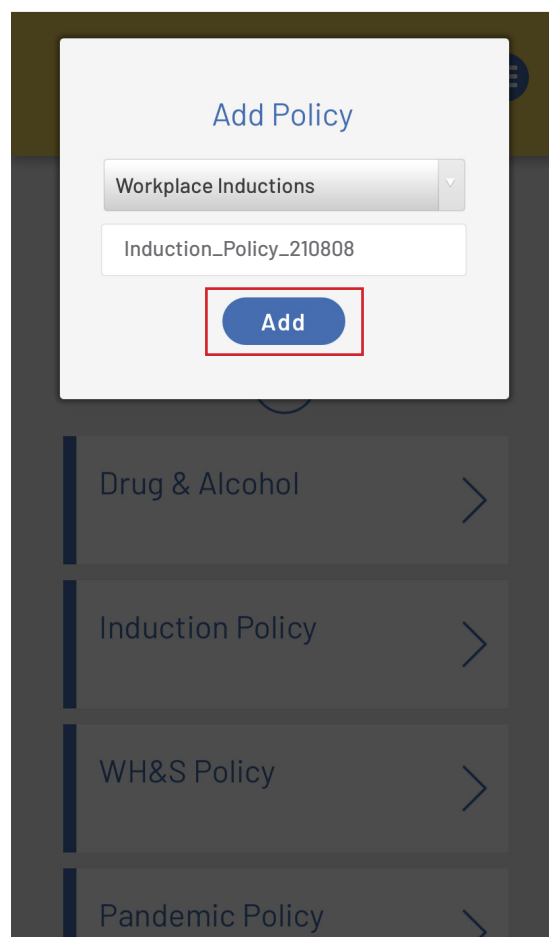 Add Policy
Workplace Inductions
Induction_Policy_210808
Add
Drug & Alcohol
Induction Policy
WH&S Policy
Pandemic Policy